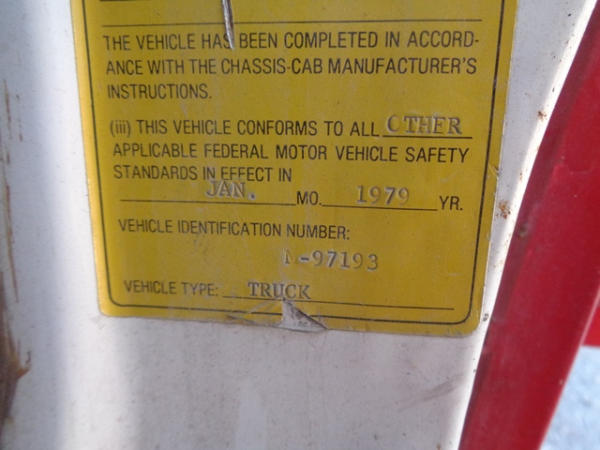 THE VEHICLE HAS BEEN COMPLETED IN ACCORD-
ANCE WITH THE CHASSIS-CAB MANUFACTURER'S
INSTRUCTIONS.
(iii) THIS VEHICLE CONFORMS TO ALL OTHER
APPLICABLE FEDERAL MOTOR VEHICLE SAFETY
STANDARDS IN EFFECT IN
JAN. MO. 1979 YR.
VEHICLE IDENTIFICATION NUMBER:
-97193
VEHICLE TYPE: TRUCK